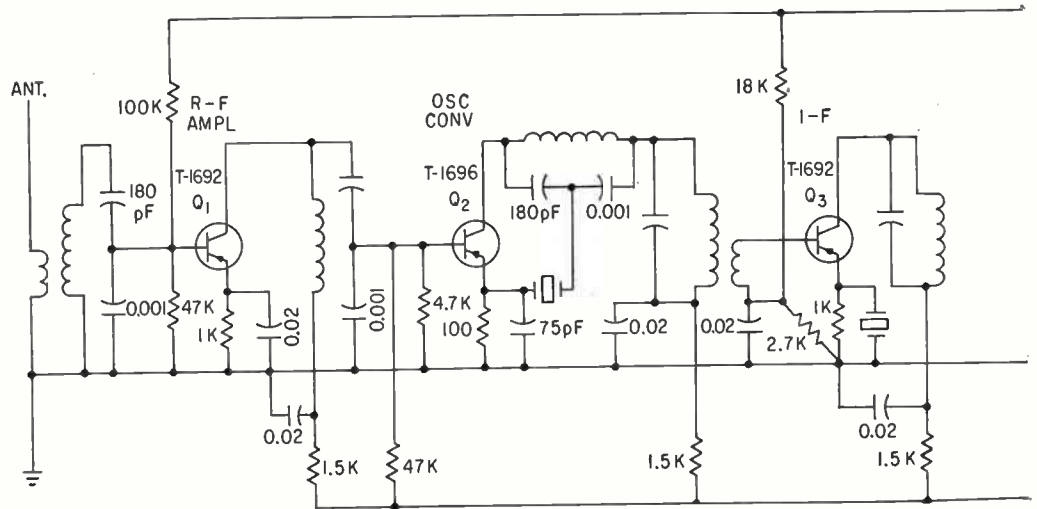 ANT.
100K
R-F
AMPL
T-1692
Q1
180
pF
0.001
47K
1K
0.02
0.02
1.5K
0.001
47K
4.7K
OSC
CONV
T-1696
Q2
100
75pF
180pF
0.001
0.02
1.5K
18K
I-F
T-1692
Q3
0.02
2.7K
1K
0.02
1.5K